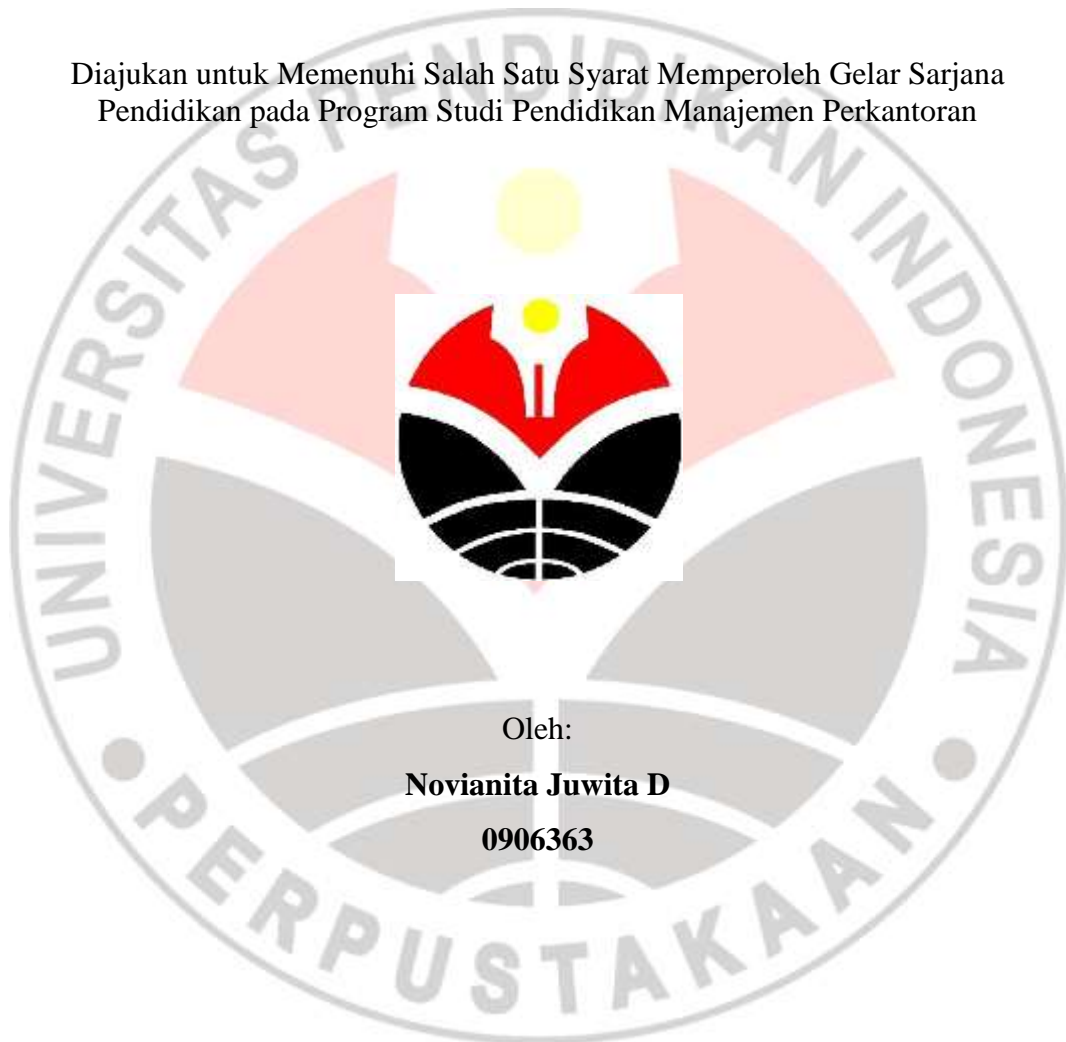 Diajukan untuk Memenuhi Salah Satu Syarat Memperoleh Gelar Sarjana
Pendidikan pada Program Studi Pendidikan Manajemen Perkantoran
UNIVERSITAS PENDIDIKAN INDONESIA
Oleh:
Novianita Juwita D
0906363
PERPUSTAKAAN